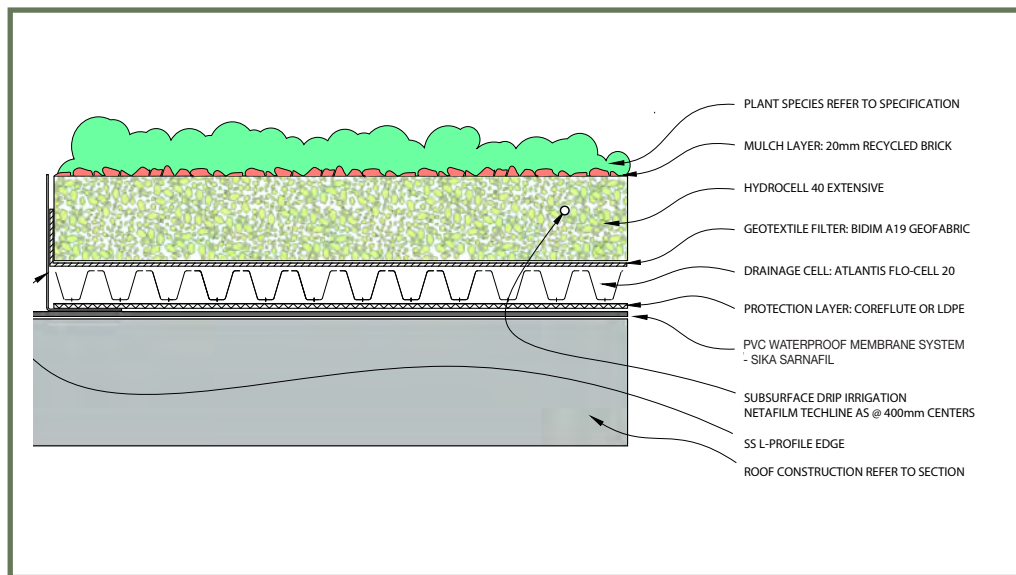 PLANT SPECIES REFER TO SPECIFICATION
MULCH LAYER: 20mm RECYCLED BRICK
HYDROCELL 40 EXTENSIVE
GEOTEXTILE FILTER: BIDIM A19 GEOFABRIC
DRAINAGE CELL: ATLANTIS FLO-CELL 20
PROTECTION LAYER: COREFLUTE OR LDPE
PVC WATERPROOF MEMBRANE SYSTEM
- SIKA SARNAFIL
SUBSURFACE DRIP IRRIGATION
NETAFILM TECHLINE AS @ 400mm CENTERS
SS L-PROFILE EDGE
ROOF CONSTRUCTION REFER TO SECTION